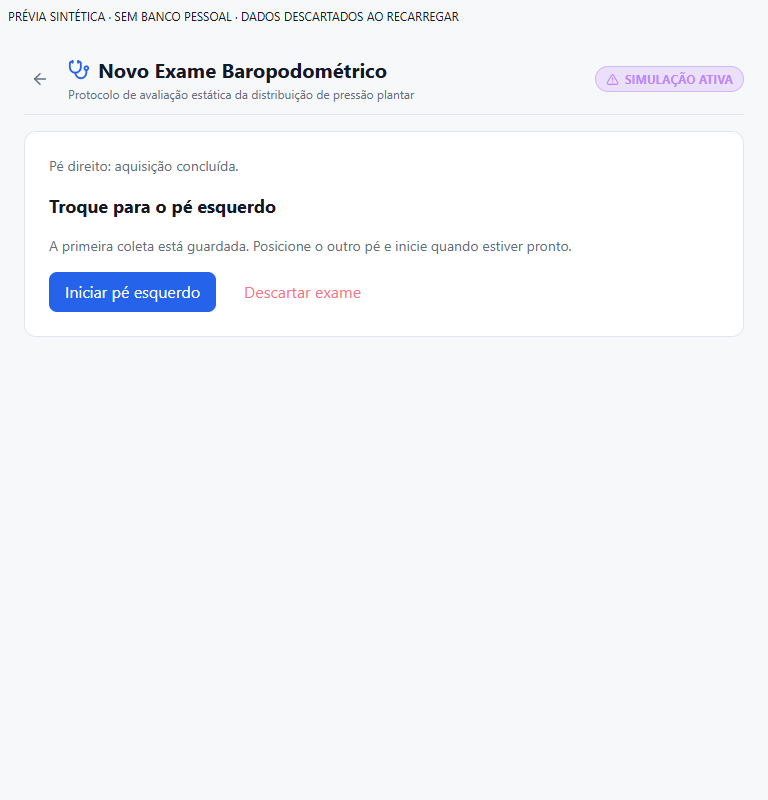 PRÉVIA SINTÉTICA · SEM BANCO PESSOAL · DADOS DESCARTADOS AO RECARREGAR
Novo Exame Baropodométrico
Protocolo de avaliação estática da distribuição de pressão plantar
SIMULAÇÃO ATIVA
Pé direito: aquisição concluída.
Troque para o pé esquerdo
A primeira coleta está guardada. Posicione o outro pé e inicie quando estiver pronto.
Iniciar pé esquerdo
Descartar exame